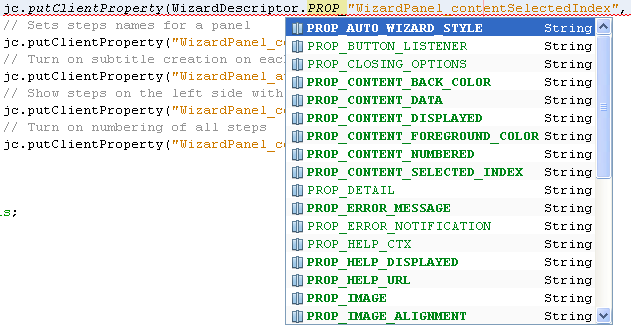 jc.putClientProperty(WizardDescriptor.PROP_"WizardPanel_contentSelectedIndex",
// Sets steps names for a panel
jc.putClientProperty("WizardPanel_co
// Turn on subtitle creation on eac
jc.putClientProperty("WizardPanel_au
// Show steps on the left side with
jc.putClientProperty("WizardPanel_co
// Turn on numbering of all steps
jc.putClientProperty("WizardPanel_co
s;
PROP_AUTO_WIZARD_STYLE String
PROP_BUTTON_LISTENER String
PROP_CLOSING_OPTIONS String
PROP_CONTENT_BACK_COLOR String
PROP_CONTENT_DATA String
PROP_CONTENT_DISPLAYED String
PROP_CONTENT_FOREGROUND_COLOR String
PROP_CONTENT_NUMBERED String
PROP_CONTENT_SELECTED_INDEX String
PROP_DETAIL String
PROP_ERROR_MESSAGE String
PROP_ERROR_NOTIFICATION String
PROP_HELP_CTX String
PROP_HELP_DISPLAYED String
PROP_HELP_URL String
PROP_IMAGE String
PROP_IMAGE_ALIGNMENT String